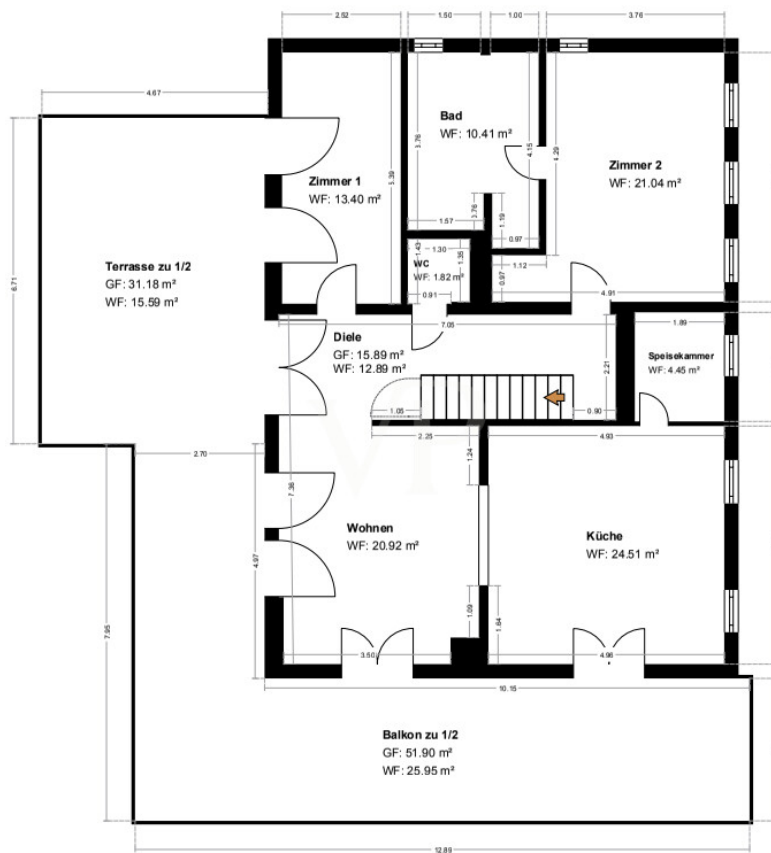 2.52
1.50
1.00
3.76
4.67
Bad
WF: 10.41 m²
3.76
4.15
4.29
5.39
Zimmer 1
WF: 13.40 m²
Zimmer 2
WF: 21.04 m²
6.71
1.57
3.76
1.19
0.97
Terrasse zu 1/2
GF: 31.18 m²
WF: 15.59 m²
1.43
1.30
1.35
WC
WF: 1.82 m²
0.91
1.12
0.97
4.91
7.05
1.89
Diele
GF: 15.89 m²
WF: 12.89 m²
2.21
Speisekammer
WF: 4.45 m²
1.05
0.90
2.25
4.93
2.70
1.24
7.36
4.97
Wohnen
WF: 20.92 m²
Küche
WF: 24.51 m²
1.09
1.64
7.95
3.50
4.96
10.15
Balkon zu 1/2
GF: 51.90 m²
WF: 25.95 m²
12.89